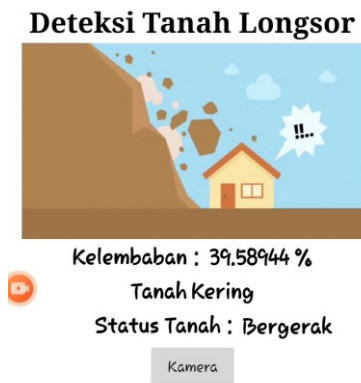 Deteksi Tanah Longsor
!!...
Kelembaban : 39.58944 %
Tanah Kering
Status Tanah : Bergerak
Kamera